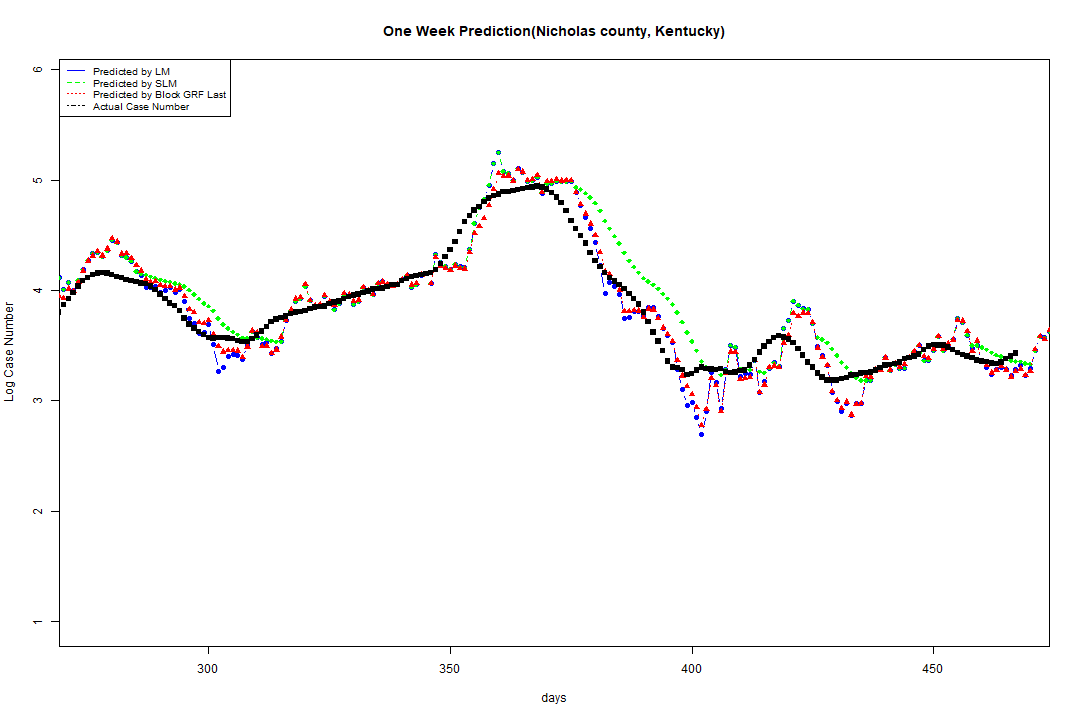 One Week Prediction(Nicholas county, Kentucky)
Predicted by LM
Predicted by SLM
Predicted by Block GRF Last
Actual Case Number
6
5
4
3
2
1
Log Case Number
300
350
400
450
days